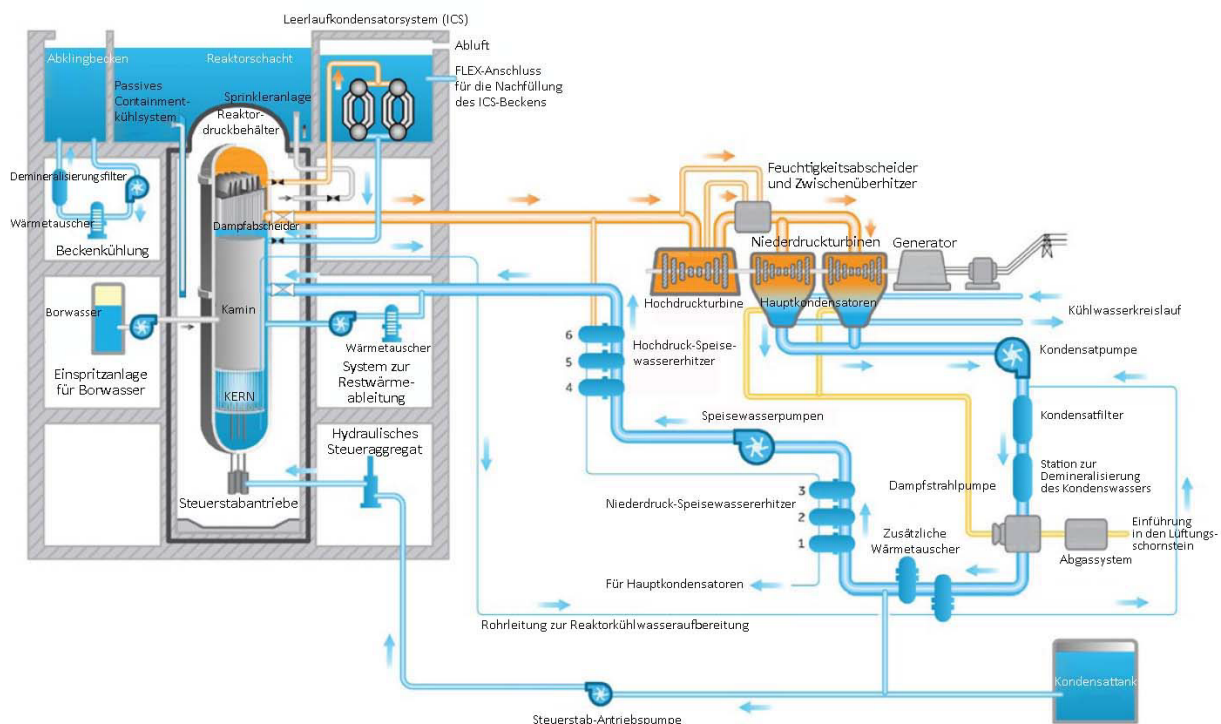 Leerlaufkondensatorsystem (ICS)
Abluft
Abklingbecken
Reaktorschacht
FLEX-Anschluss
für die Nachfüllung
des ICS-Beckens
Passives
Containment-
kühlsystem
Sprinkleranlage
Reaktor-
druckbehälter
Demineralisierungsfilter
Wärmetauscher
Beckenkühlung
Dampfabscheider
Feuchtigkeitsabscheider
und Zwischenüberhitzer
Niederdruckturbinen
Generator
Hochdruckturbine
Hauptkondensatoren
Kühlwasserkreislauf
Borwasser
Kamin
Wärmetauscher
Einspritzanlage
für Borwasser
KERN
System zur
Restwärme-
ableitung
6
5
4
Hochdruck-Speise-
wassererhitzer
Kondensatpumpe
Kondensatfilter
Speisewasserpumpen
Hydraulisches
Steueraggregat
Steuerstabantriebe
Station zur
Demineralisierung
des Kondenswassers
Dampfstrahlpumpe
3
2
1
Niederdruck-Speisewassererhitzer
Zusätzliche
Wärmetauscher
Einführung
in den Lüftungs-
schornstein
Abgassystem
Für Hauptkondensatoren
Rohrleitung zur Reaktorkühlwasseraufbereitung
Kondensattank
Steuerstab-Antriebspumpe